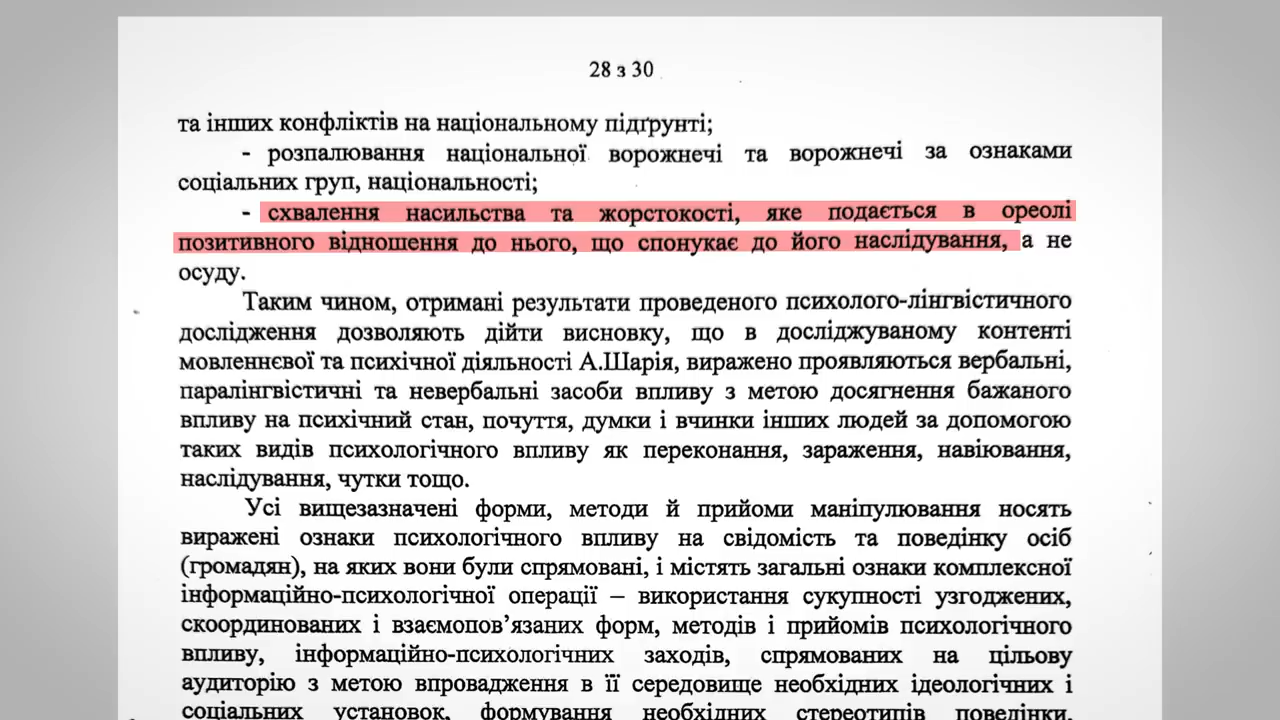 28 з 30
та інших конфліктів на національному підґрунті;
- розпалювання національної ворожнечі та ворожнечі за ознаками
соціальних груп, національності;
- схвалення насильства та жорстокості, яке подається в ореолі
позитивного відношення до нього, що спонукає до його наслідування, а не
осуду.
Таким чином, отримані результати проведеного психолого-лінгвістичного
дослідження дозволяють дійти висновку, що в досліджуваному контенті
мовленнєвої та психічної діяльності А.Шарія, виражено проявляються вербальні,
паралінгвістичні та невербальні засоби впливу з метою досягнення бажаного
впливу на психічний стан, почуття, думки і вчинки інших людей за допомогою
таких видів психологічного впливу як переконання, зараження, навіювання,
наслідування, чутки тощо.
Усі вищезазначені форми, методи й прийоми маніпулювання носять
виражені ознаки психологічного впливу на свідомість та поведінку осіб
(громадян), на яких вони були спрямовані, і містять загальні ознаки комплексної
інформаційно-психологічної операції – використання сукупності узгоджених,
скоординованих і взаємопов’язаних форм, методів і прийомів психологічного
впливу, інформаційно-психологічних заходів, спрямованих на цільову
аудиторію з метою впровадження в її середовище необхідних ідеологічних і
соціальних установок, формування необхідних стереотипів поведінки,